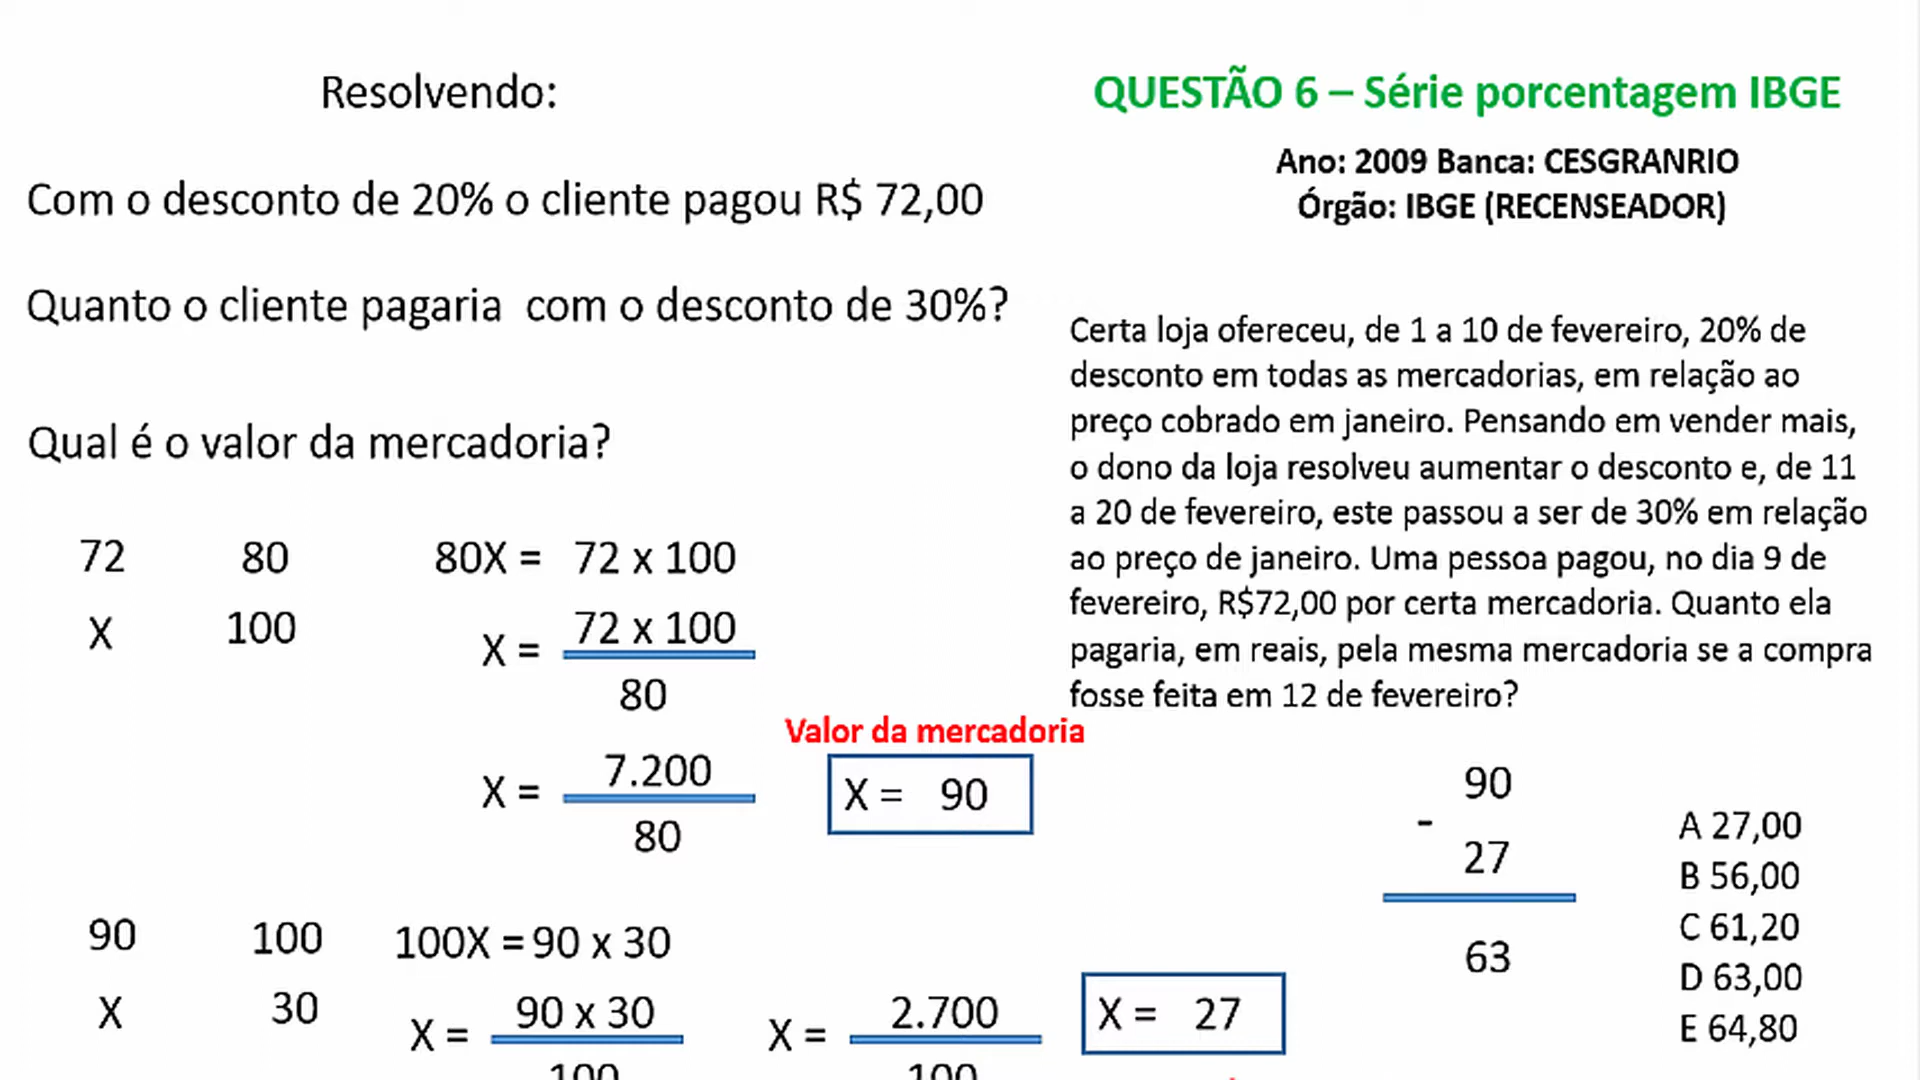 Resolvendo:
Com o desconto de 20% o cliente pagou R$ 72,00
Quanto o cliente pagaria com o desconto de 30%?
Qual é o valor da mercadoria?
72 80 80X = 72 x 100
X 100 X = 72 x 100
80
Valor da mercadoria
X = 7.200 X = 90
80
90 100 100X = 90 x 30
X 30 X = 90 x 30 X = 2.700 X = 27
100 100
QUESTÃO 6 – Série porcentagem IBGE
Ano: 2009 Banca: CESGRANRIO
Órgão: IBGE (RECENSEADOR)
Certa loja ofereceu, de 1 a 10 de fevereiro, 20% de
desconto em todas as mercadorias, em relação ao
preço cobrado em janeiro. Pensando em vender mais,
o dono da loja resolveu aumentar o desconto e, de 11
a 20 de fevereiro, este passou a ser de 30% em relação
ao preço de janeiro. Uma pessoa pagou, no dia 9 de
fevereiro, R$72,00 por certa mercadoria. Quanto ela
pagaria, em reais, pela mesma mercadoria se a compra
fosse feita em 12 de fevereiro?
90
-
27
63
A 27,00
B 56,00
C 61,20
D 63,00
E 64,80